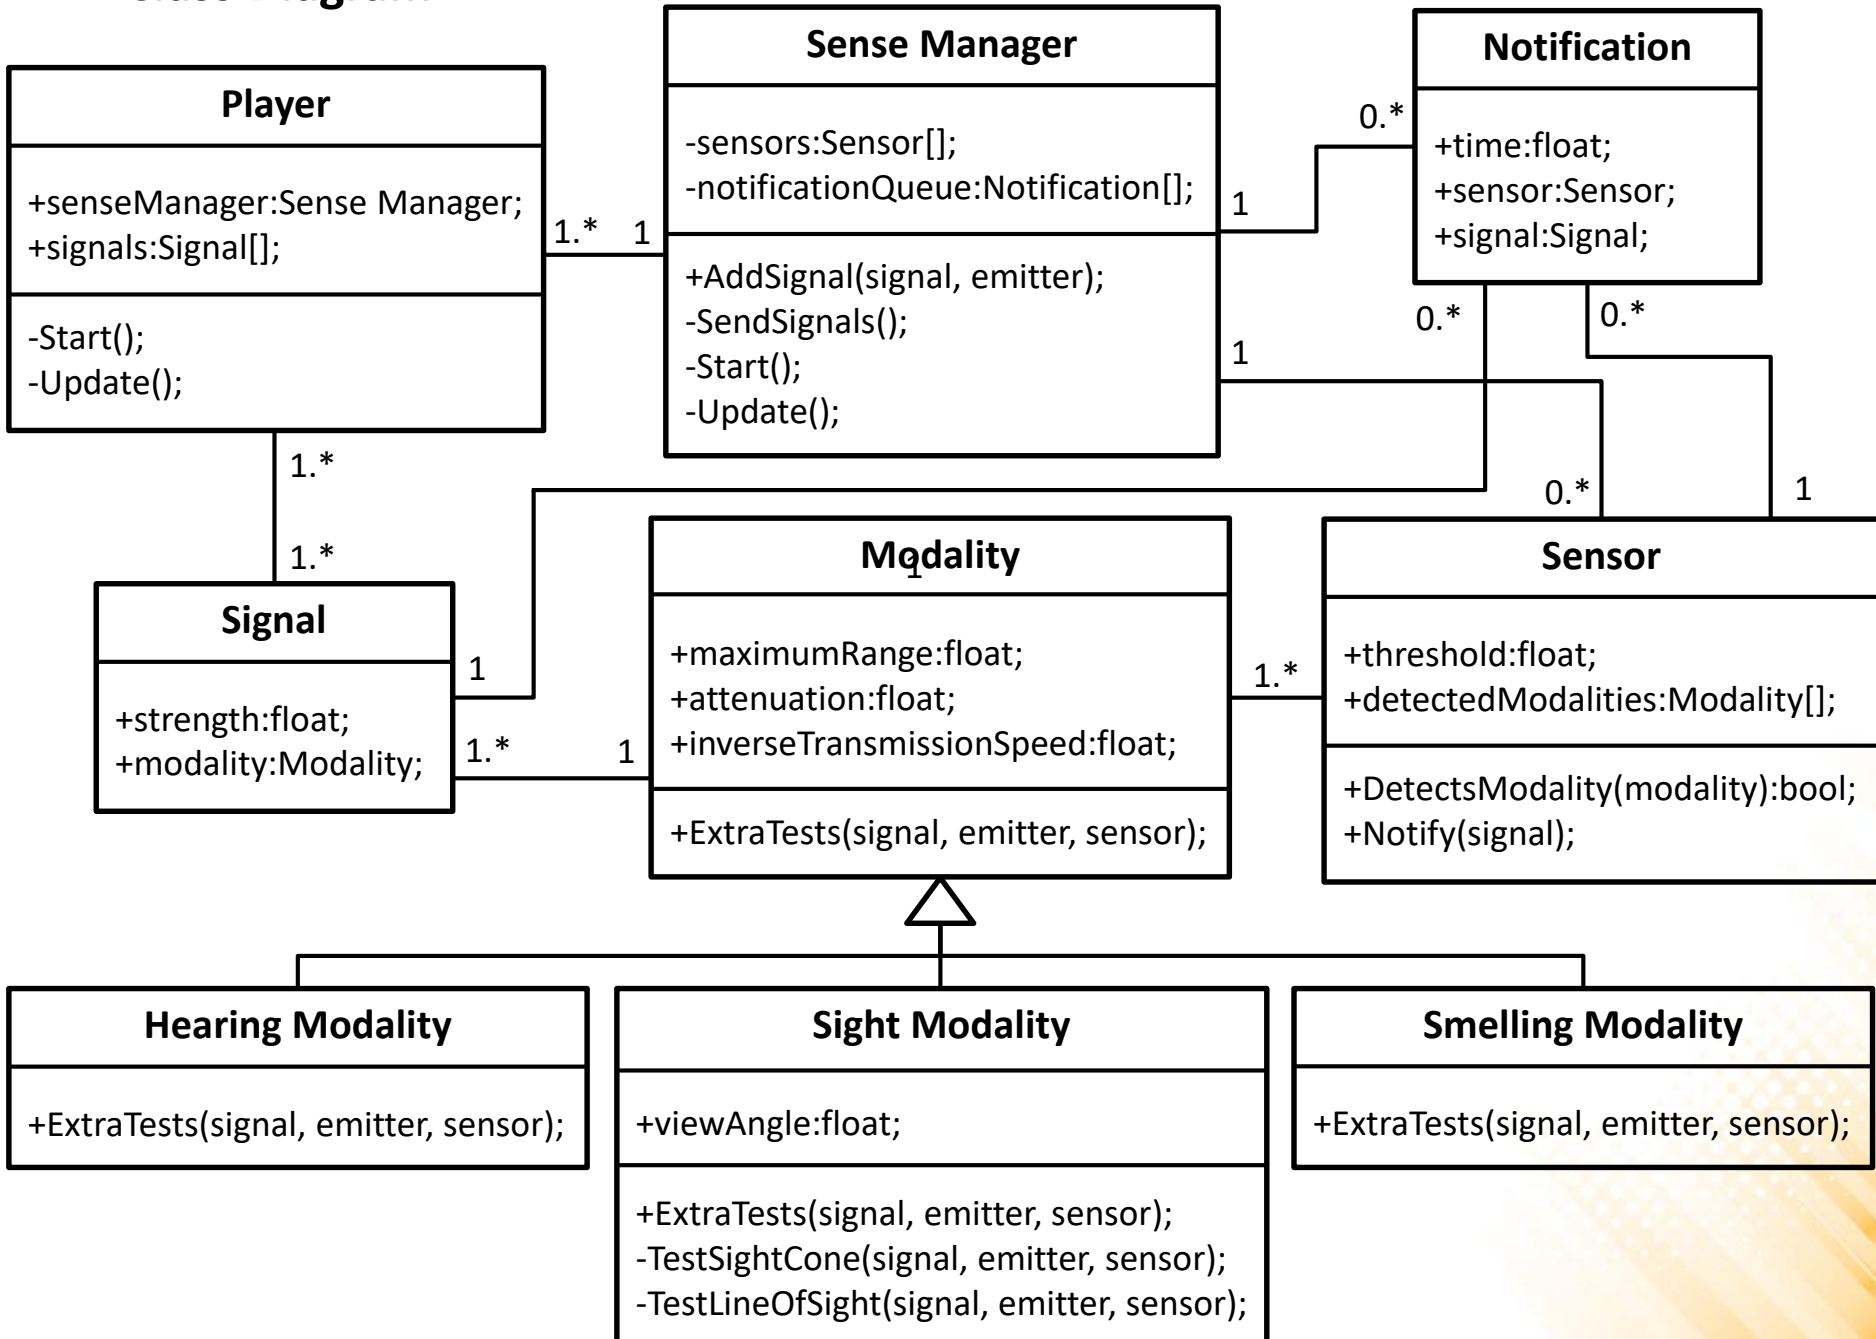 Class Diagram
Player
+senseManager:Sense Manager;
+signals:Signal[];
-Start();
-Update();
1.*
1
Sense Manager
-sensors:Sensor[];
-notificationQueue:Notification[];
+AddSignal(signal, emitter);
-SendSignals();
-Start();
-Update();
1
0.*
1
Notification
+time:float;
+sensor:Sensor;
+signal:Signal;
0.*
0.*
0.*
1
1.*
1.*
Signal
+strength:float;
+modality:Modality;
1
1.*
1
Modality
1
+maximumRange:float;
+attenuation:float;
+inverseTransmissionSpeed:float;
+ExtraTests(signal, emitter, sensor);
1.*
Sensor
+threshold:float;
+detectedModalities:Modality[];
+DetectsModality(modality):bool;
+Notify(signal);
Hearing Modality
+ExtraTests(signal, emitter, sensor);
Sight Modality
+viewAngle:float;
+ExtraTests(signal, emitter, sensor);
-TestSightCone(signal, emitter, sensor);
-TestLineOfSight(signal, emitter, sensor);
Smelling Modality
+ExtraTests(signal, emitter, sensor);